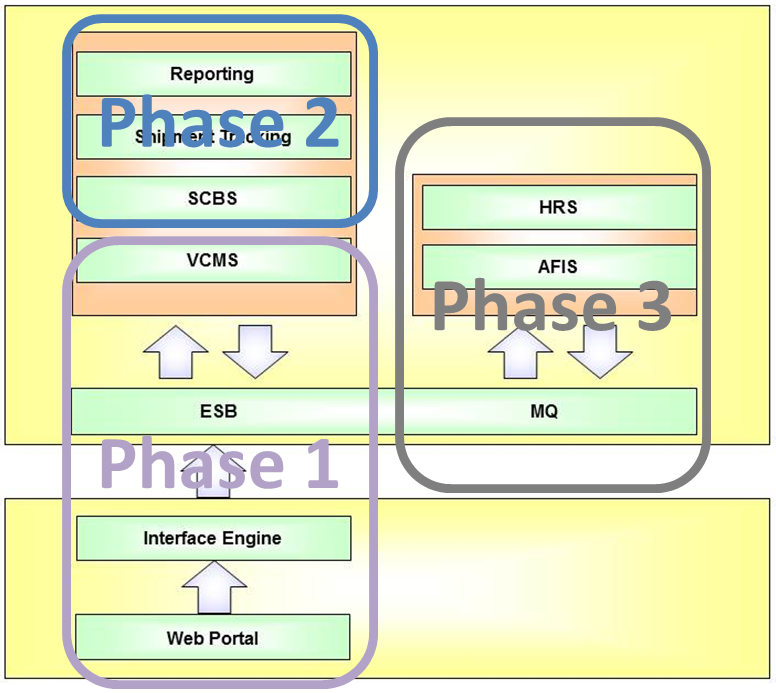 Reporting
Phase 2
Shipment Tracking
SCBS
VCMS
HRS
AFIS
Phase 3
ESB
MQ
Phase 1
Interface Engine
Web Portal